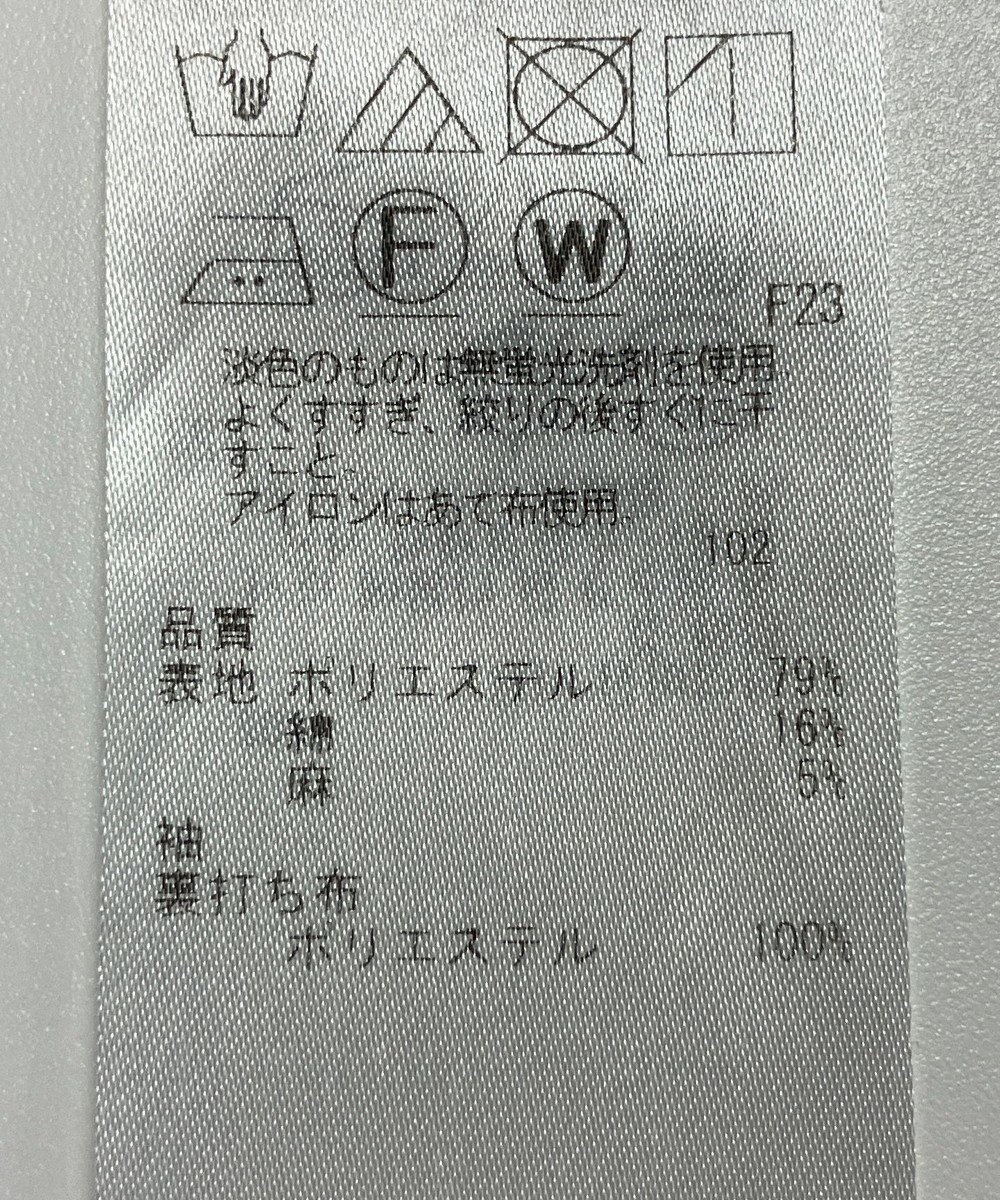 F W
F23
淡色のものは無蛍光洗剤を使用。
よくすすぎ、絞りの後すぐに干
すこと。
アイロンはあて布使用。
102
品質
表地 ポリエステル 79%
綿 16%
麻 5%
袖
裏打ち布
ポリエステル 100%